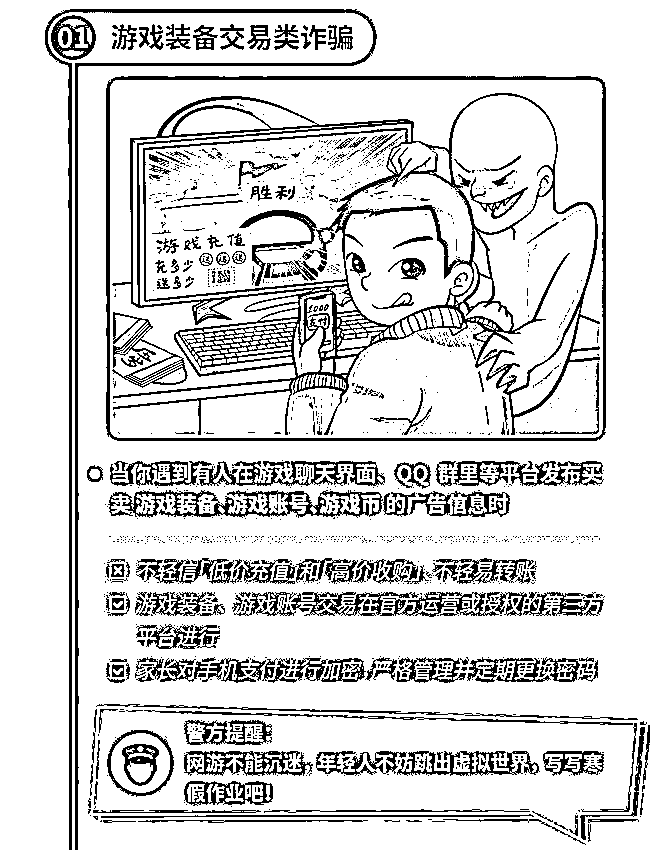 01 游戏装备交易类诈骗
胜利
游戏充值
充多少
送多少
5000
支付
当你遇到有人在游戏聊天界面、QQ 群里等平台发布买
卖 游戏装备、游戏账号、游戏币 的广告信息时
不轻信「低价充值」和「高价收购」、不轻易转账
游戏装备、游戏账号交易在官方运营或授权的第三方
平台进行
家长对手机支付进行加密,严格管理并定期更换密码
警方提醒:
网游不能沉迷，年轻人不妨跳出虚拟世界，写写寒
假作业吧!